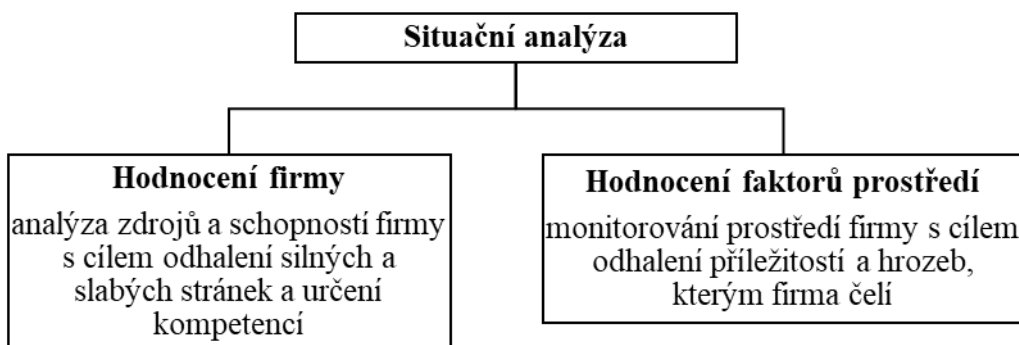 Situační analýza
Hodnocení firmy
analýza zdrojů a schopností firmy
s cílem odhalení silných a
slabých stránek a určení
kompetencí
Hodnocení faktorů prostředí
monitorování prostředí firmy s cílem
odhalení příležitostí a hrozeb,
kterým firma čelí